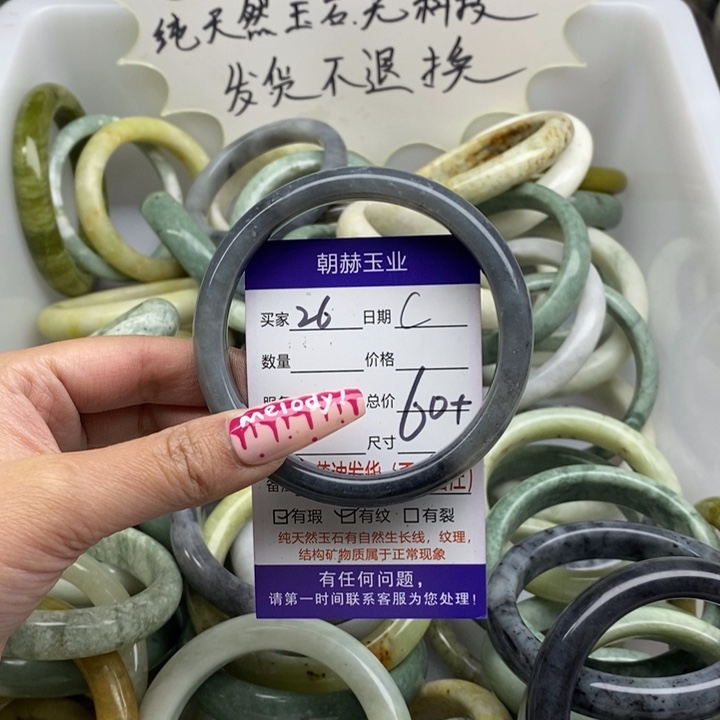 纯天然玉石.无科技
发货不退换
朝赫玉业
买家 26 日期 C
数量 价格
总价 60+
melody
尺寸
☑有瑕 ☑有纹 ☐有裂
纯天然玉石有自然生长线，纹理，
结构矿物质属于正常现象
有任何问题，
请第一时间联系客服为您处理！